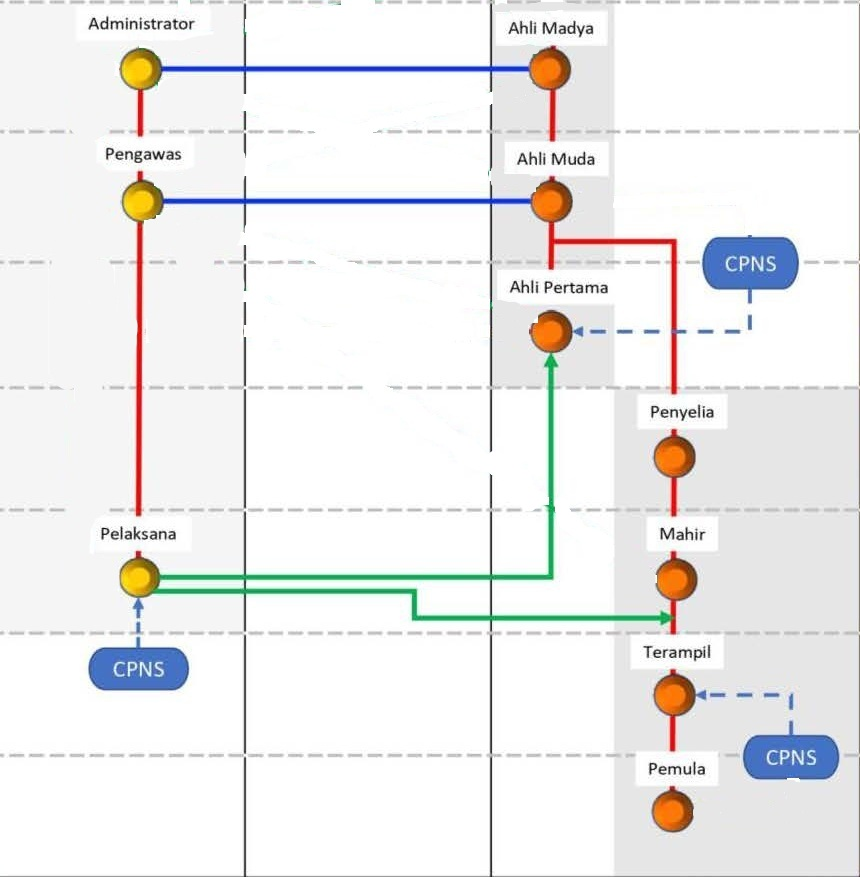 Administrator
Ahli Madya
Pengawas
Ahli Muda
CPNS
Ahli Pertama
Penyelia
Pelaksana
Mahir
Terampil
CPNS
CPNS
Pemula